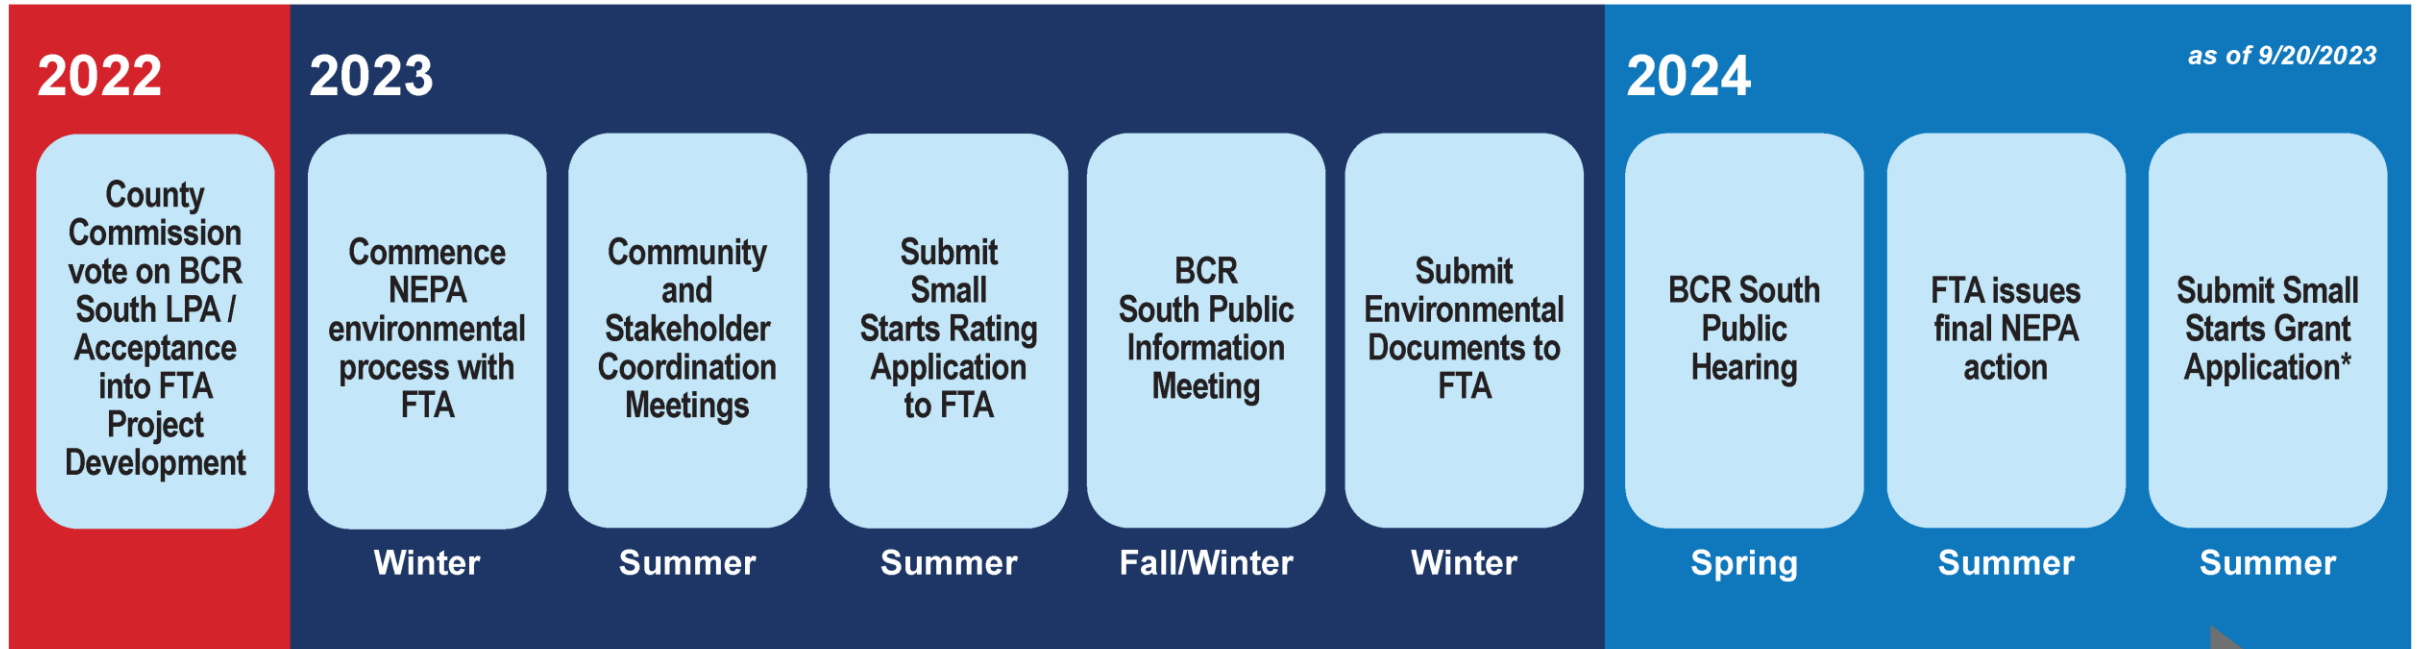 2022
County
Commission
vote on BCR
South LPA /
Acceptance
into FTA
Project
Development
2023
Commence
NEPA
environmental
process with
FTA
Winter
Community
and
Stakeholder
Coordination
Meetings
Summer
Submit
Small
Starts Rating
Application
to FTA
Summer
BCR
South Public
Information
Meeting
Fall/Winter
Submit
Environmental
Documents to
FTA
Winter
2024
as of 9/20/2023
BCR South
Public
Hearing
Spring
FTA issues
final NEPA
action
Summer
Submit Small
Starts Grant
Application*
Summer